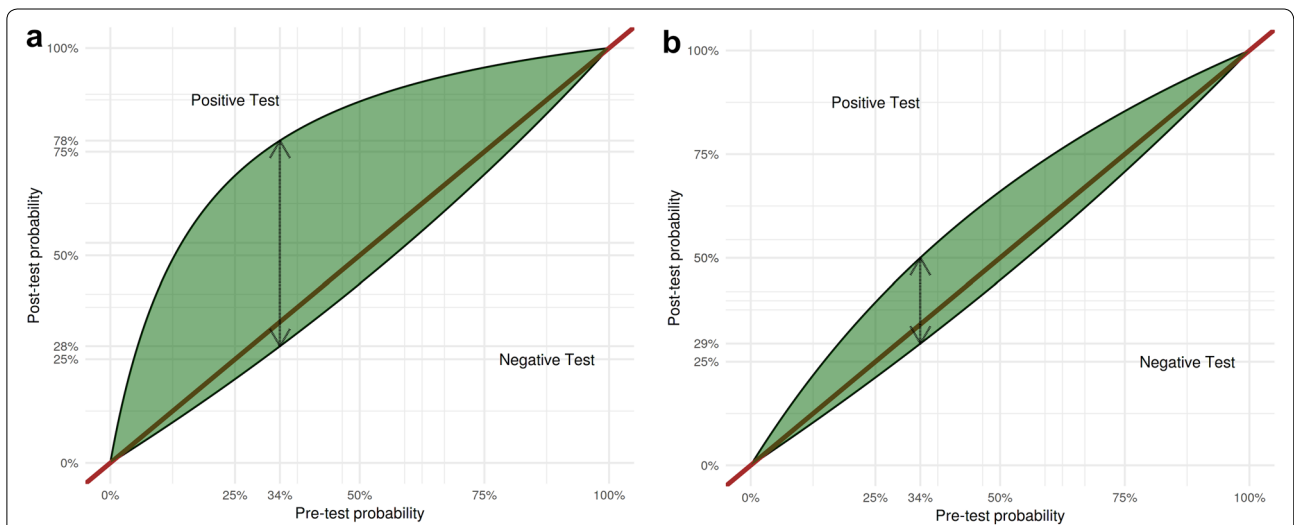 a
Post-test probability
100%
78%
75%
50%
28%
25%
0%
Positive Test
Negative Test
0% 25% 34% 50% 75% 100%
Pre-test probability
b
Post-test probability
100%
75%
50%
29%
25%
0%
Positive Test
Negative Test
0% 25% 34% 50% 75% 100%
Pre-test probability